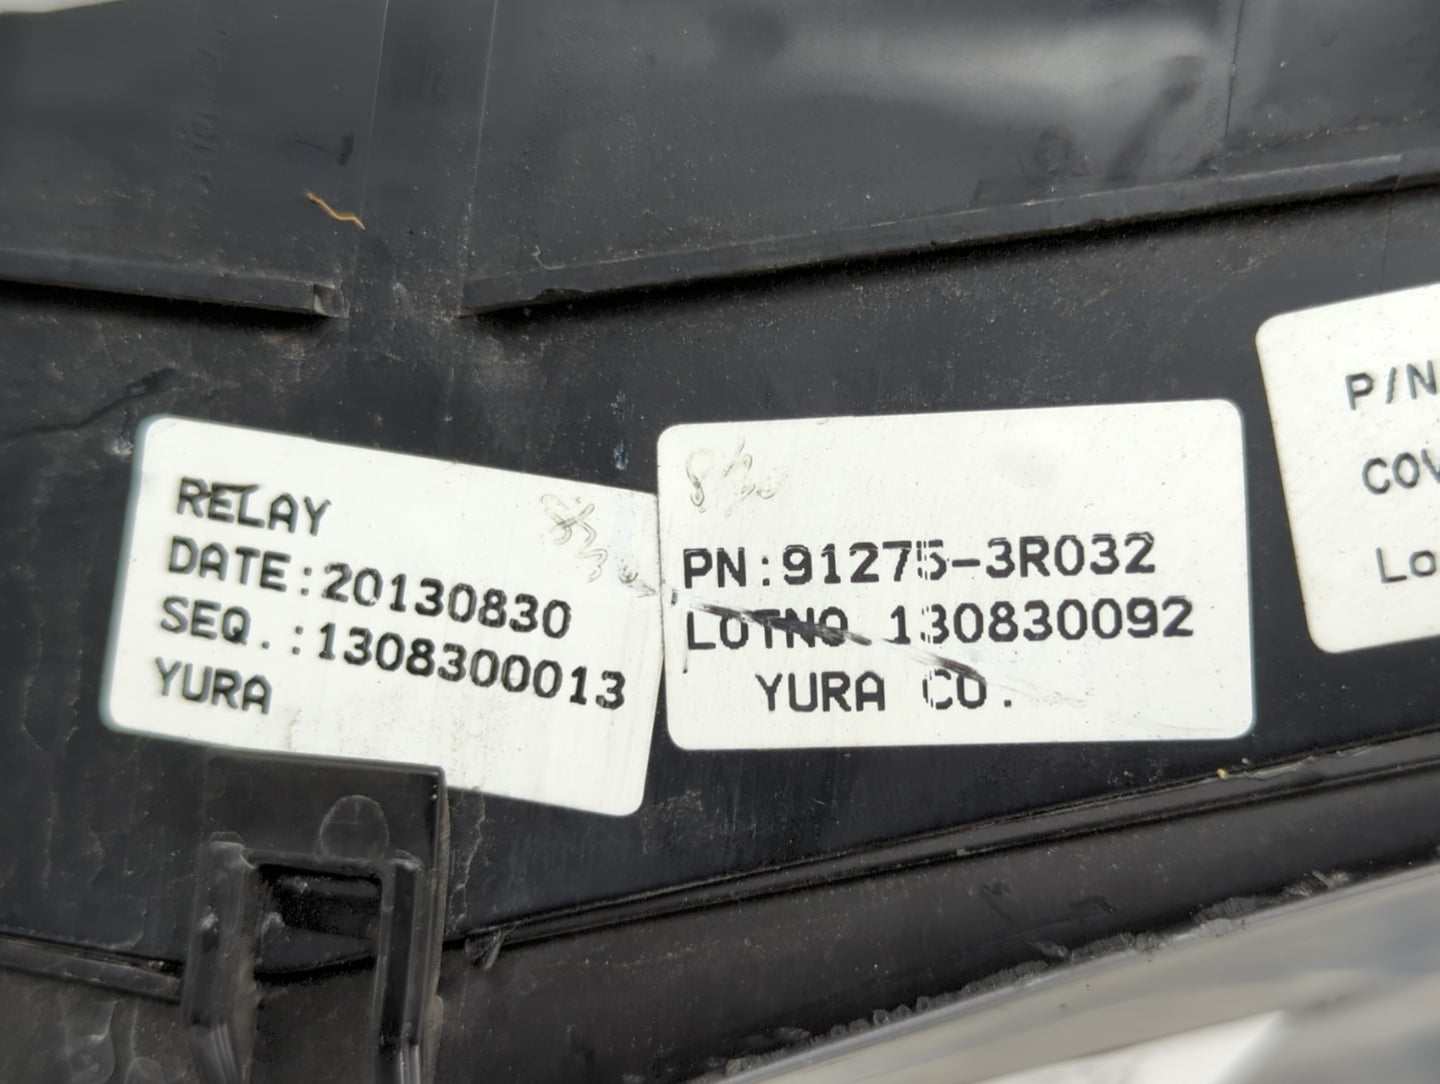 RELAY
DATE:20130830
SEQ.:1308300013
YURA
PN:91275-3R032
LOTNO 130830092
YURA CO.
P/N
COV
Lo